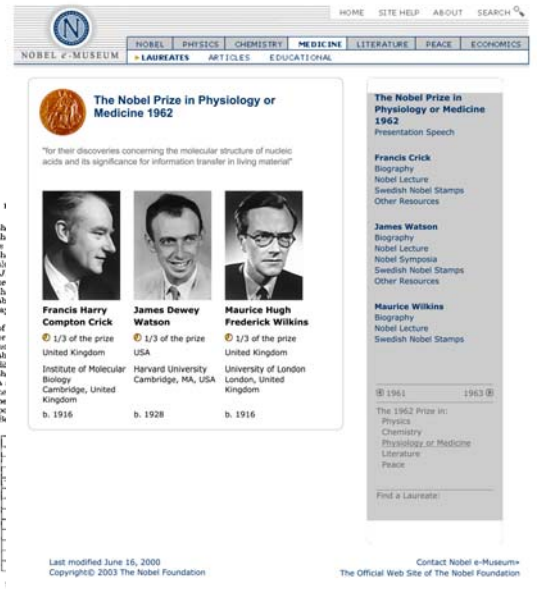 HOME SITE HELP ABOUT SEARCH
N
NOBEL e-MUSEUM
NOBEL PHYSICS CHEMISTRY MEDICINE LITERATURE PEACE ECONOMICS
LAUREATES ARTICLES EDUCATIONAL
The Nobel Prize in Physiology or
Medicine 1962
"for their discoveries concerning the molecular structure of nucleic
acids and its significance for information transfer in living material"
Francis Harry
Compton Crick
1/3 of the prize
United Kingdom
Institute of Molecular
Biology
Cambridge, United
Kingdom
b. 1916
James Dewey
Watson
1/3 of the prize
USA
Harvard University
Cambridge, MA, USA
b. 1928
Maurice Hugh
Frederick Wilkins
1/3 of the prize
United Kingdom
University of London
London, United
Kingdom
b. 1916
The Nobel Prize in
Physiology or Medicine
1962
Presentation Speech
Francis Crick
Biography
Nobel Lecture
Swedish Nobel Stamps
Other Resources
James Watson
Biography
Nobel Lecture
Nobel Symposia
Swedish Nobel Stamps
Other Resources
Maurice Wilkins
Biography
Nobel Lecture
Swedish Nobel Stamps
1961 1963
The 1962 Prize in:
Physics
Chemistry
Physiology or Medicine
Literature
Peace
Find a Laureate:
Last modified June 16, 2000
Copyright© 2003 The Nobel Foundation
Contact Nobel e-Museum»
The Official Web Site of The Nobel Foundation